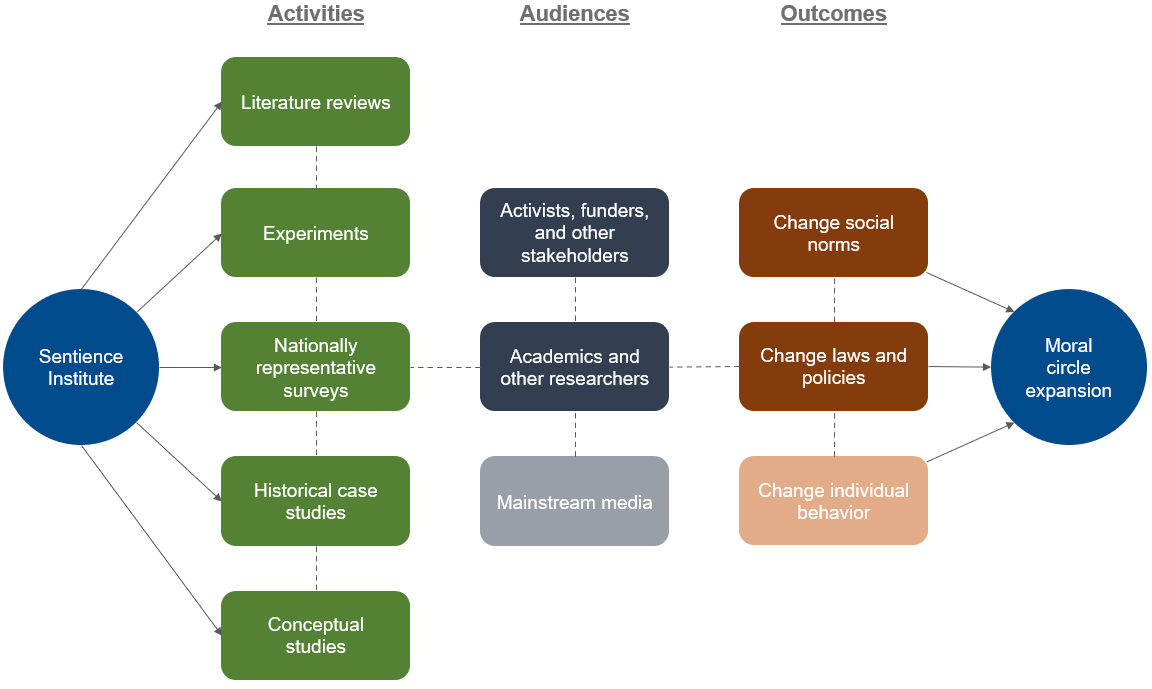 Activities
Audiences
Outcomes
Literature reviews
Experiments
Activists, funders,
and other
stakeholders
Change social
norms
Sentience
Institute
Nationally
representative
surveys
Academics and
other researchers
Change laws and
policies
Moral
circle
expansion
Historical case
studies
Mainstream media
Change individual
behavior
Conceptual
studies